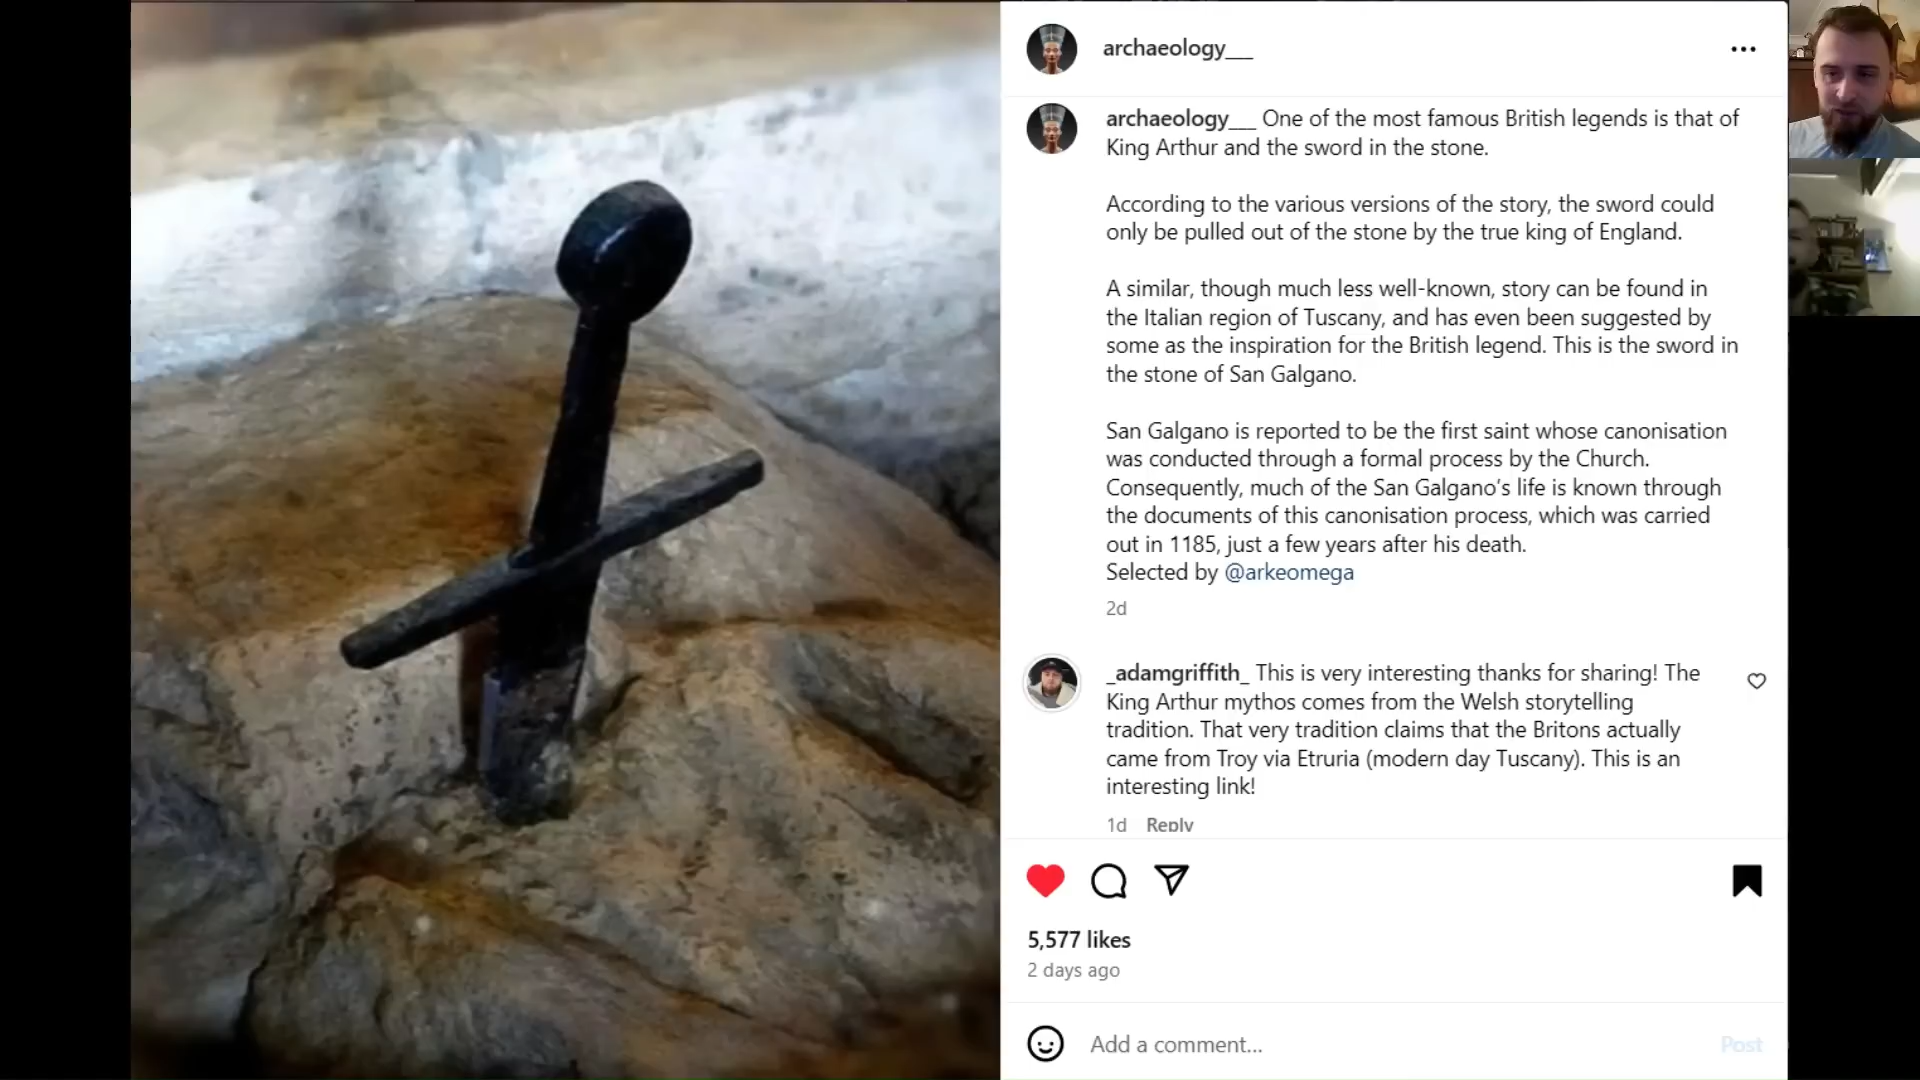 archaeology___
archaeology___ One of the most famous British legends is that of
King Arthur and the sword in the stone.
According to the various versions of the story, the sword could
only be pulled out of the stone by the true king of England.
A similar, though much less well-known, story can be found in
the Italian region of Tuscany, and has even been suggested by
some as the inspiration for the British legend. This is the sword in
the stone of San Galgano.
San Galgano is reported to be the first saint whose canonisation
was conducted through a formal process by the Church.
Consequently, much of the San Galgano’s life is known through
the documents of this canonisation process, which was carried
out in 1185, just a few years after his death.
Selected by @arkeomega
2d
_adamgriffith_ This is very interesting thanks for sharing! The
King Arthur mythos comes from the Welsh storytelling
tradition. That very tradition claims that the Britons actually
came from Troy via Etruria (modern day Tuscany). This is an
interesting link!
1d Reply
5,577 likes
2 days ago
Add a comment...
Post